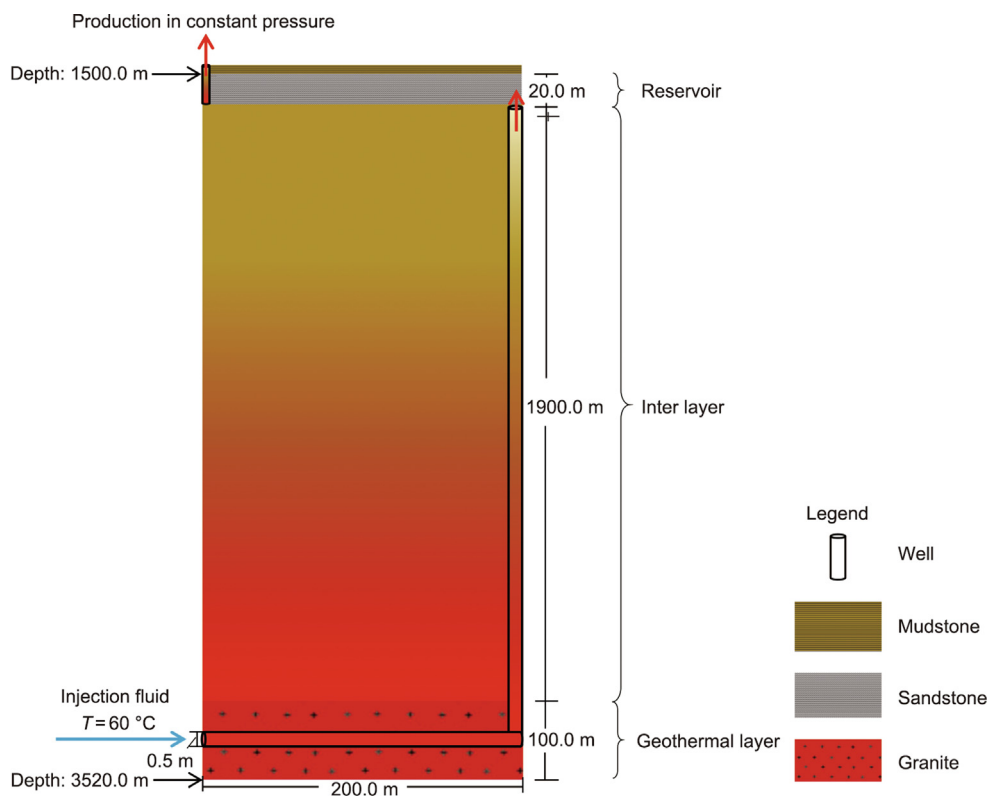 Production in constant pressure
Depth: 1500.0 m
20.0 m
Reservoir
1900.0 m
Inter layer
Legend
Well
Mudstone
Injection fluid
T = 60 °C
Sandstone
0.5 m
100.0 m
Geothermal layer
Granite
Depth: 3520.0 m
200.0 m